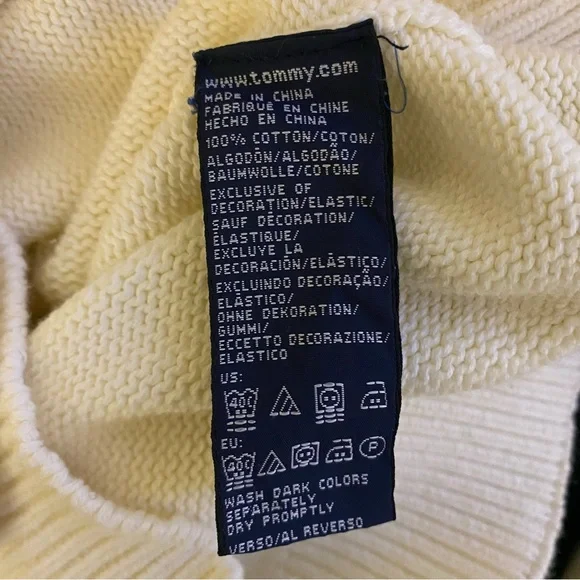 www.tommy.com
MADE IN CHINA
FABRIQUÉ EN CHINE
HECHO EN CHINA
100% COTTON/COTON/
ALGODÓN/ALGODÃO/
BAUMWOLLE/COTONE
EXCLUSIVE OF
DECORATION/ELASTIC/
SAUF DÉCORATION/
ÉLASTIQUE/
EXCLUYE LA
DECORACIÓN/ELÁSTICO/
EXCLUINDO DECORAÇÃO/
ELÁSTICO/
OHNE DEKORATION/
GUMMI/
ECCETTO DECORAZIONE/
ELASTICO
US:
40C
EU:
40C P
WASH DARK COLORS
SEPARATELY
DRY PROMPTLY
VERSO/AL REVERSO